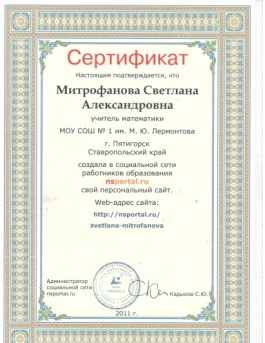 Сертификат
Настоящим подтверждается, что
Митрофанова Светлана
Александровна
учитель математики
МОУ СОШ № 1 им. М. Ю. Лермонтова
г. Пятигорск
Ставропольский край
создала в социальной сети
работников образования
nsportal.ru
свой персональный сайт.
Web-адрес сайта:
http://nsportal.ru/
svetlana-mitrofanova
Администратор
социальной сети
nsportal.ru
Кадыков С.Ю.
2011 г.